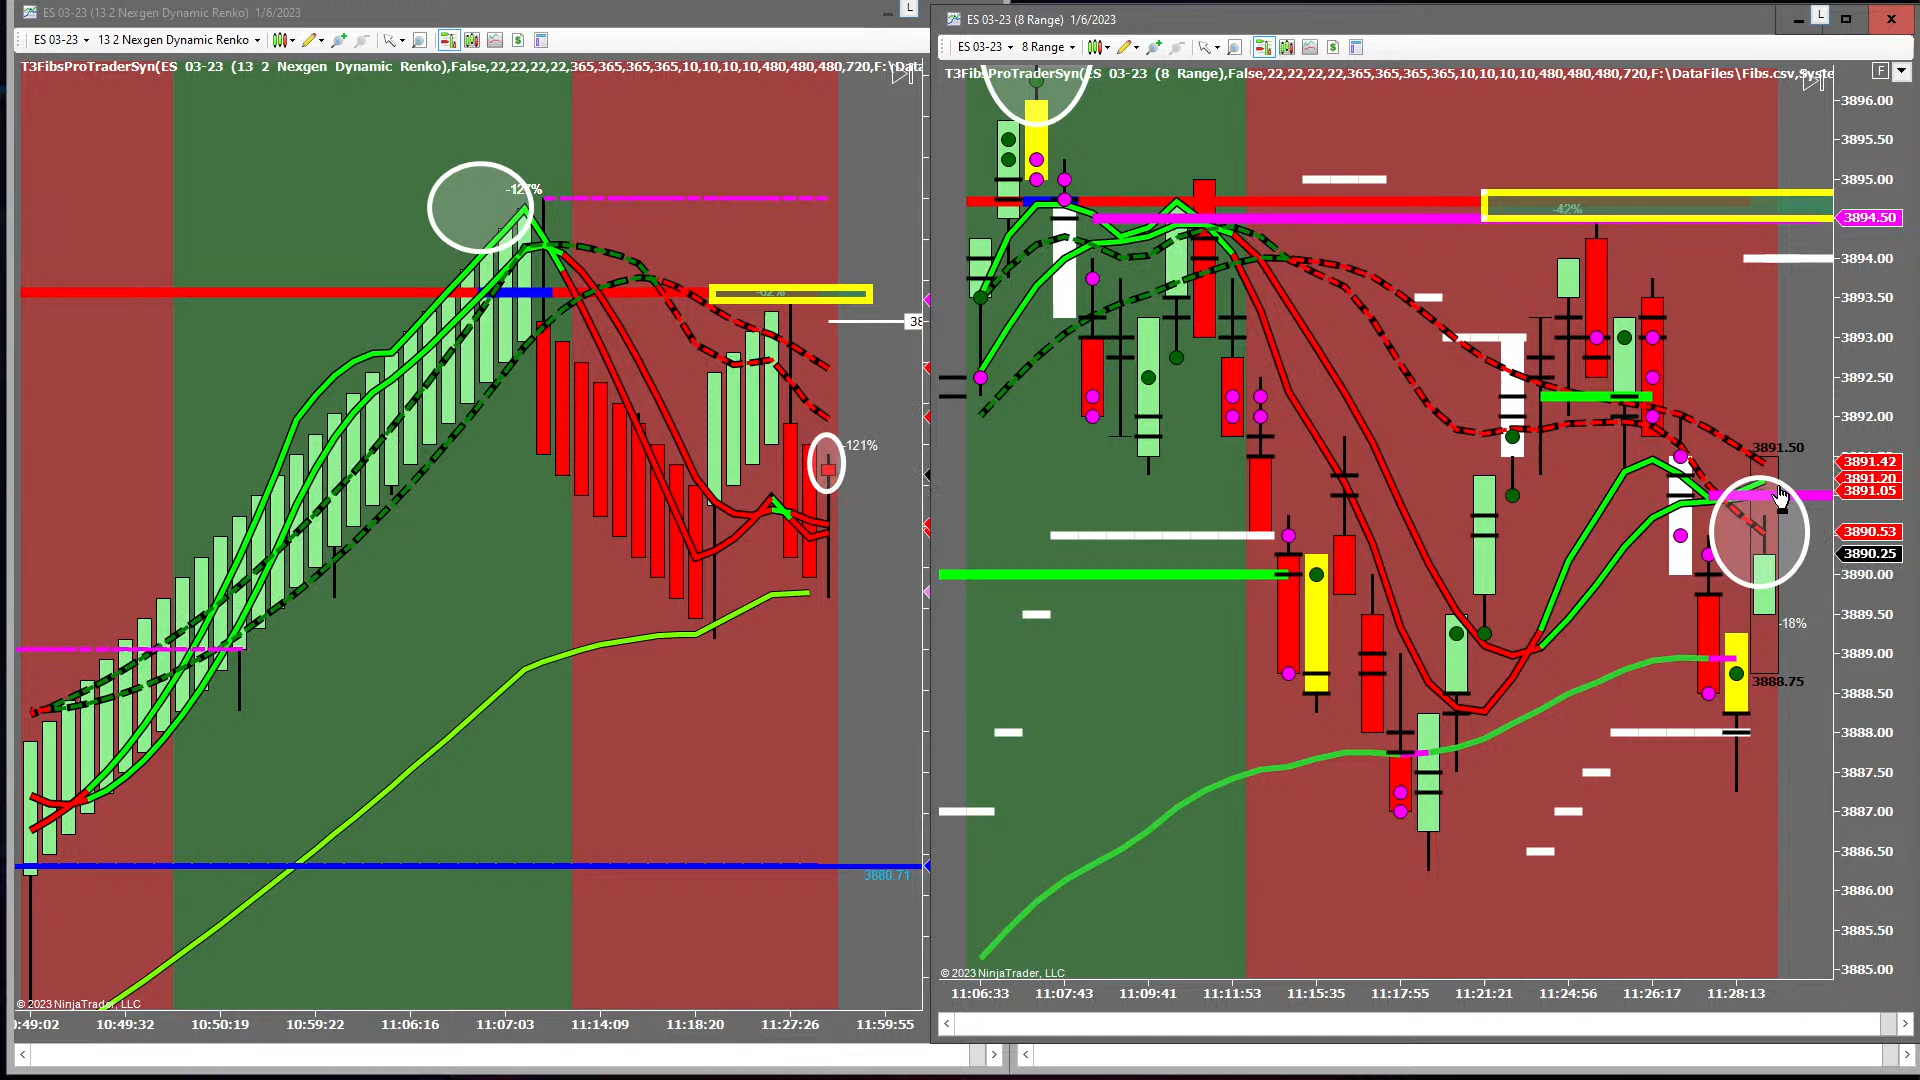 ES 03-23 (13 2 Nexgen Dynamic Renko) 1/6/2023
L
ES 03-23 13 2 Nexgen Dynamic Renko
T3FibsProTraderSyn(ES 03-23 (13 2 Nexgen Dynamic Renko),False,22,22,22,22,365,365,365,365,10,10,10,10,480,480,480,720,F:\Data
-127%
-62%
38
-121%
3880.71
© 2023 NinjaTrader, LLC
0:49:02 10:49:32 10:50:19 10:59:22 11:06:16 11:07:03 11:14:09 11:18:20 11:27:26 11:59:55
ES 03-23 (8 Range) 1/6/2023
L
ES 03-23 8 Range
F
T3FibsProTraderSyn(ES 03-23 (8 Range),False,22,22,22,22,365,365,365,365,10,10,10,10,480,480,480,720,F:\DataFiles\Fibs.csv,Syste
3896.00
3895.50
3895.00
-42%
3894.50
3894.00
3893.50
3893.00
3892.50
3892.00
3891.50
3891.42
3891.20
3891.05
3890.53
3890.25
3890.00
3889.50
-18%
3889.00
3888.75
3888.50
3888.00
3887.50
3887.00
3886.50
3886.00
3885.50
3885.00
© 2023 NinjaTrader, LLC
11:06:33 11:07:43 11:09:41 11:11:53 11:15:35 11:17:55 11:21:21 11:24:56 11:26:17 11:28:13